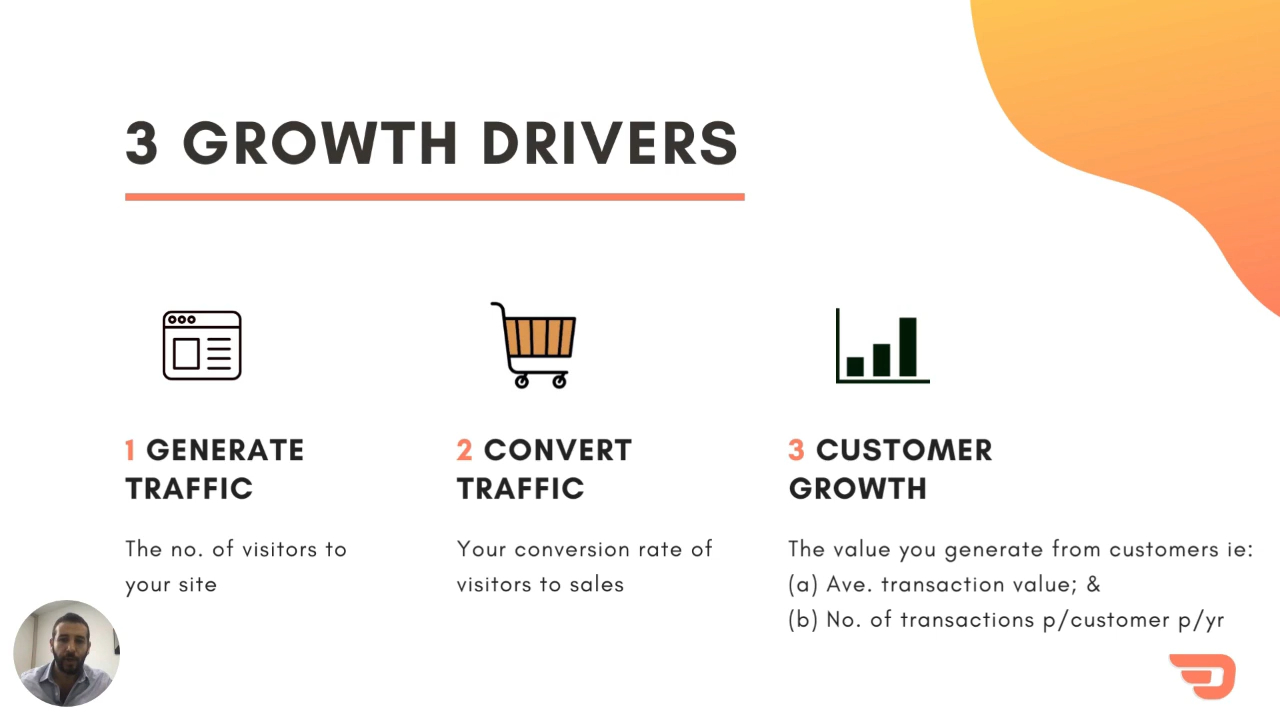 3 GROWTH DRIVERS
1 GENERATE
TRAFFIC
The no. of visitors to
your site
2 CONVERT
TRAFFIC
Your conversion rate of
visitors to sales
3 CUSTOMER
GROWTH
The value you generate from customers ie:
(a) Ave. transaction value; &
(b) No. of transactions p/customer p/yr